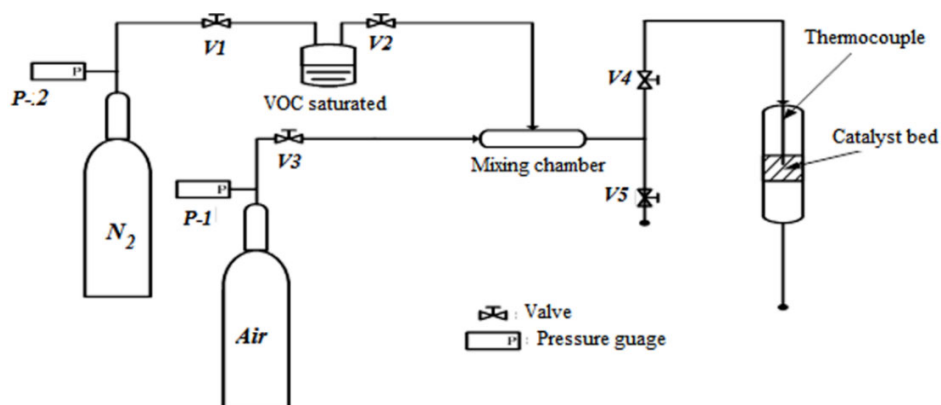 V1
V2
Thermocouple
P-.2
P
VOC saturated
V4
Catalyst bed
V3
Mixing chamber
P
P-1
V5
N2
Air
: Valve
P
: Pressure guage